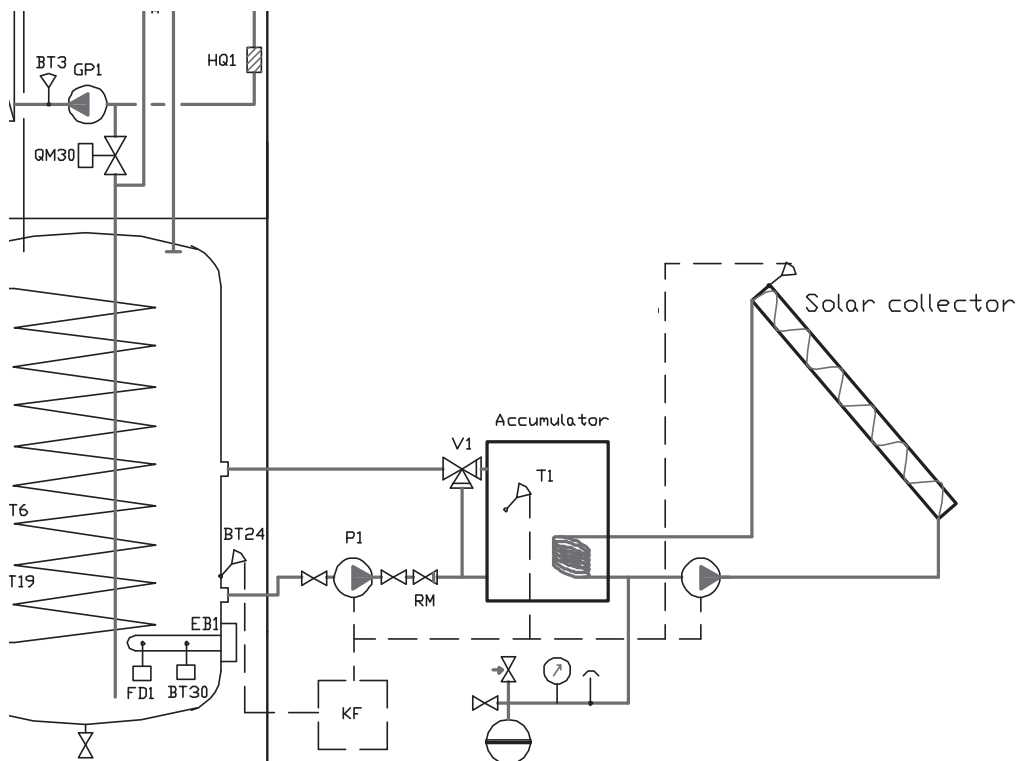 BT3
GP1
HQ1
QM30
Solar collector
Accumulator
V1
T1
T6
BT24
P1
T19
RM
EB1
FD1
BT30
KF